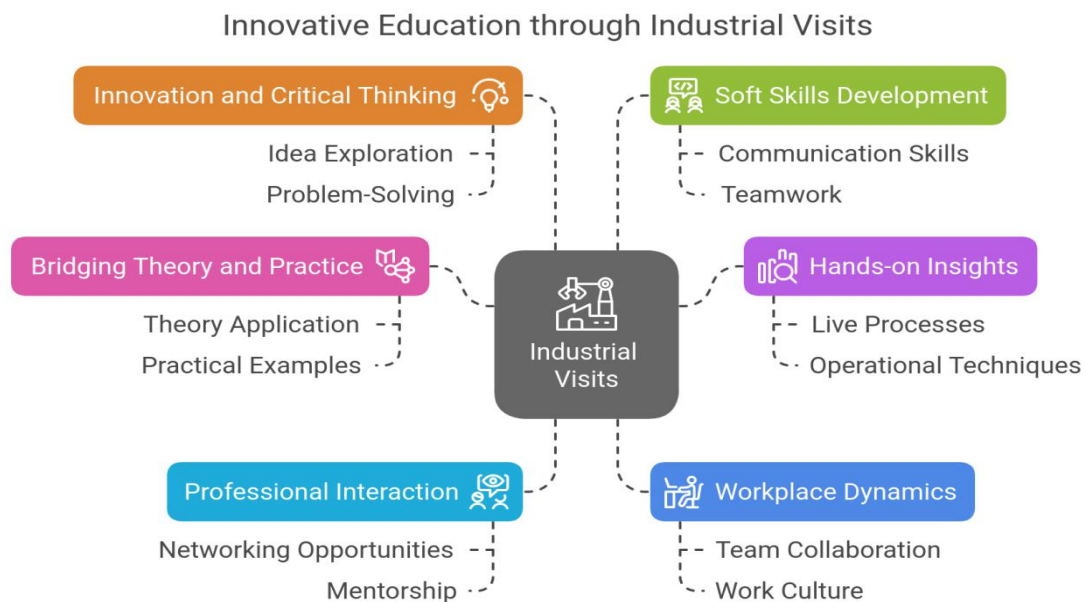 Innovative Education through Industrial Visits
Innovation and Critical Thinking
Idea Exploration
Problem-Solving
Soft Skills Development
Communication Skills
Teamwork
Bridging Theory and Practice
Theory Application
Practical Examples
Industrial
Visits
Hands-on Insights
Live Processes
Operational Techniques
Professional Interaction
Networking Opportunities
Mentorship
Workplace Dynamics
Team Collaboration
Work Culture